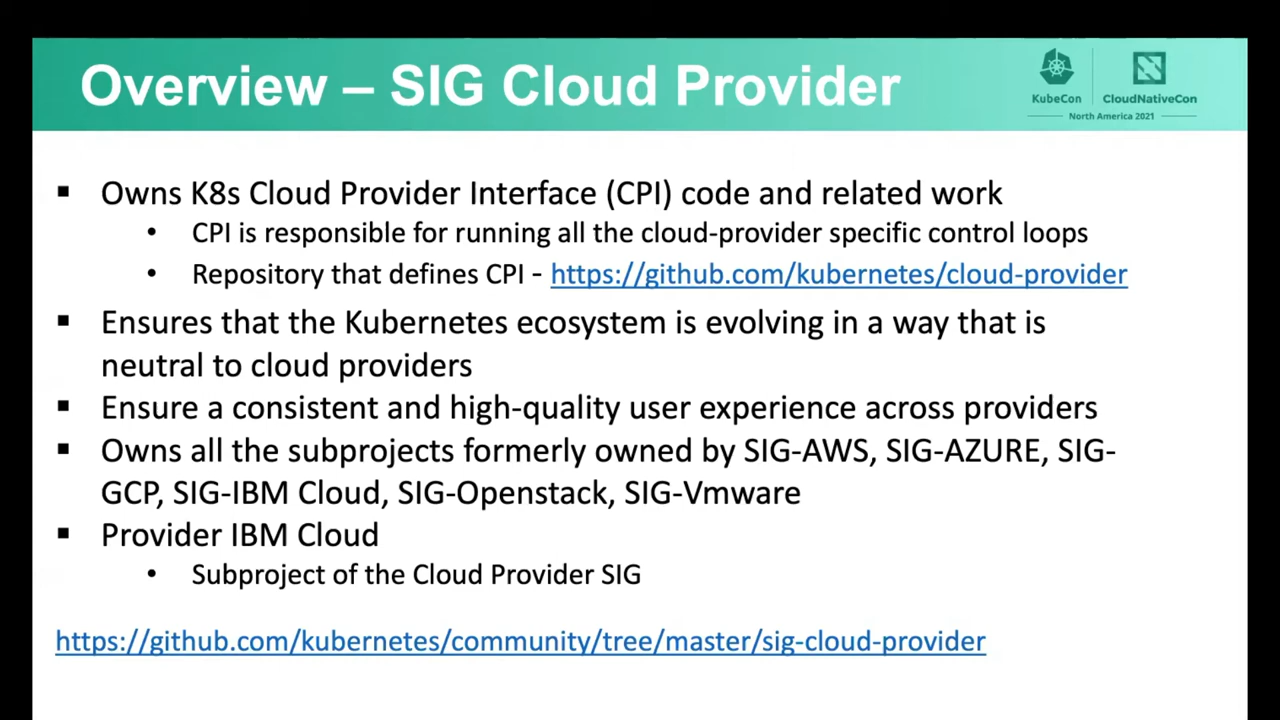 Overview – SIG Cloud Provider
KubeCon
CloudNativeCon
North America 2021
▪ Owns K8s Cloud Provider Interface (CPI) code and related work
• CPI is responsible for running all the cloud-provider specific control loops
• Repository that defines CPI - https://github.com/kubernetes/cloud-provider
▪ Ensures that the Kubernetes ecosystem is evolving in a way that is
neutral to cloud providers
▪ Ensure a consistent and high-quality user experience across providers
▪ Owns all the subprojects formerly owned by SIG-AWS, SIG-AZURE, SIG-
GCP, SIG-IBM Cloud, SIG-Openstack, SIG-Vmware
▪ Provider IBM Cloud
• Subproject of the Cloud Provider SIG
https://github.com/kubernetes/community/tree/master/sig-cloud-provider